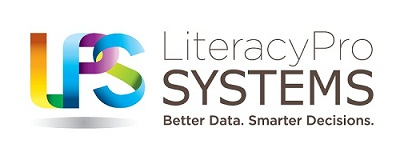 LPS
LiteracyPro
SYSTEMS
Better Data. Smarter Decisions.